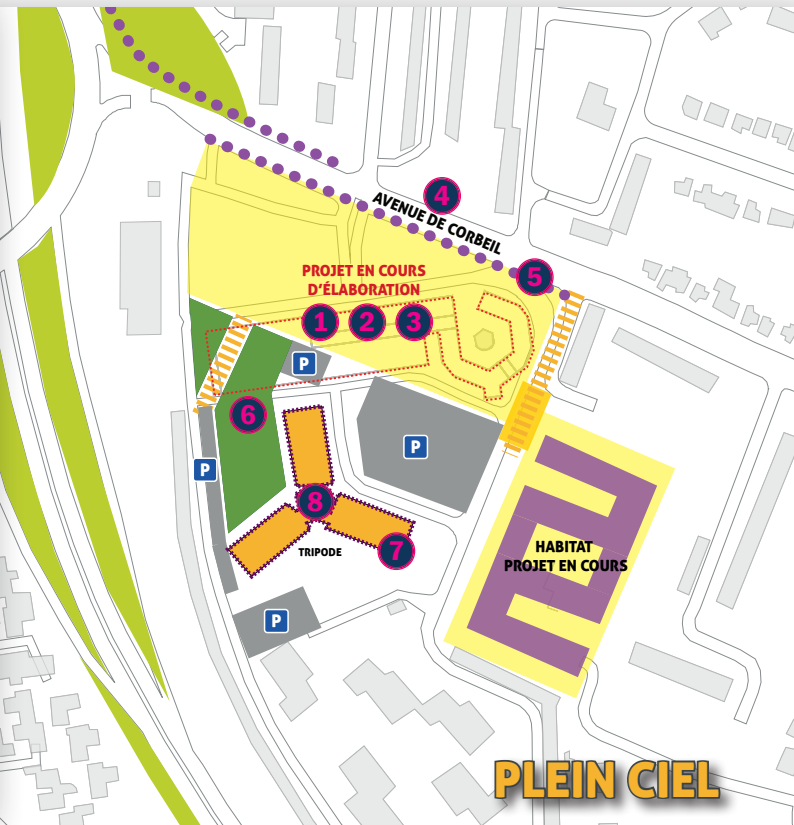 4
AVENUE DE CORBEIL
5
PROJET EN COURS
D'ÉLABORATION
1 2 3
P
6
P
P
8
7
TRIPODE
HABITAT
PROJET EN COURS
P
PLEIN CIEL